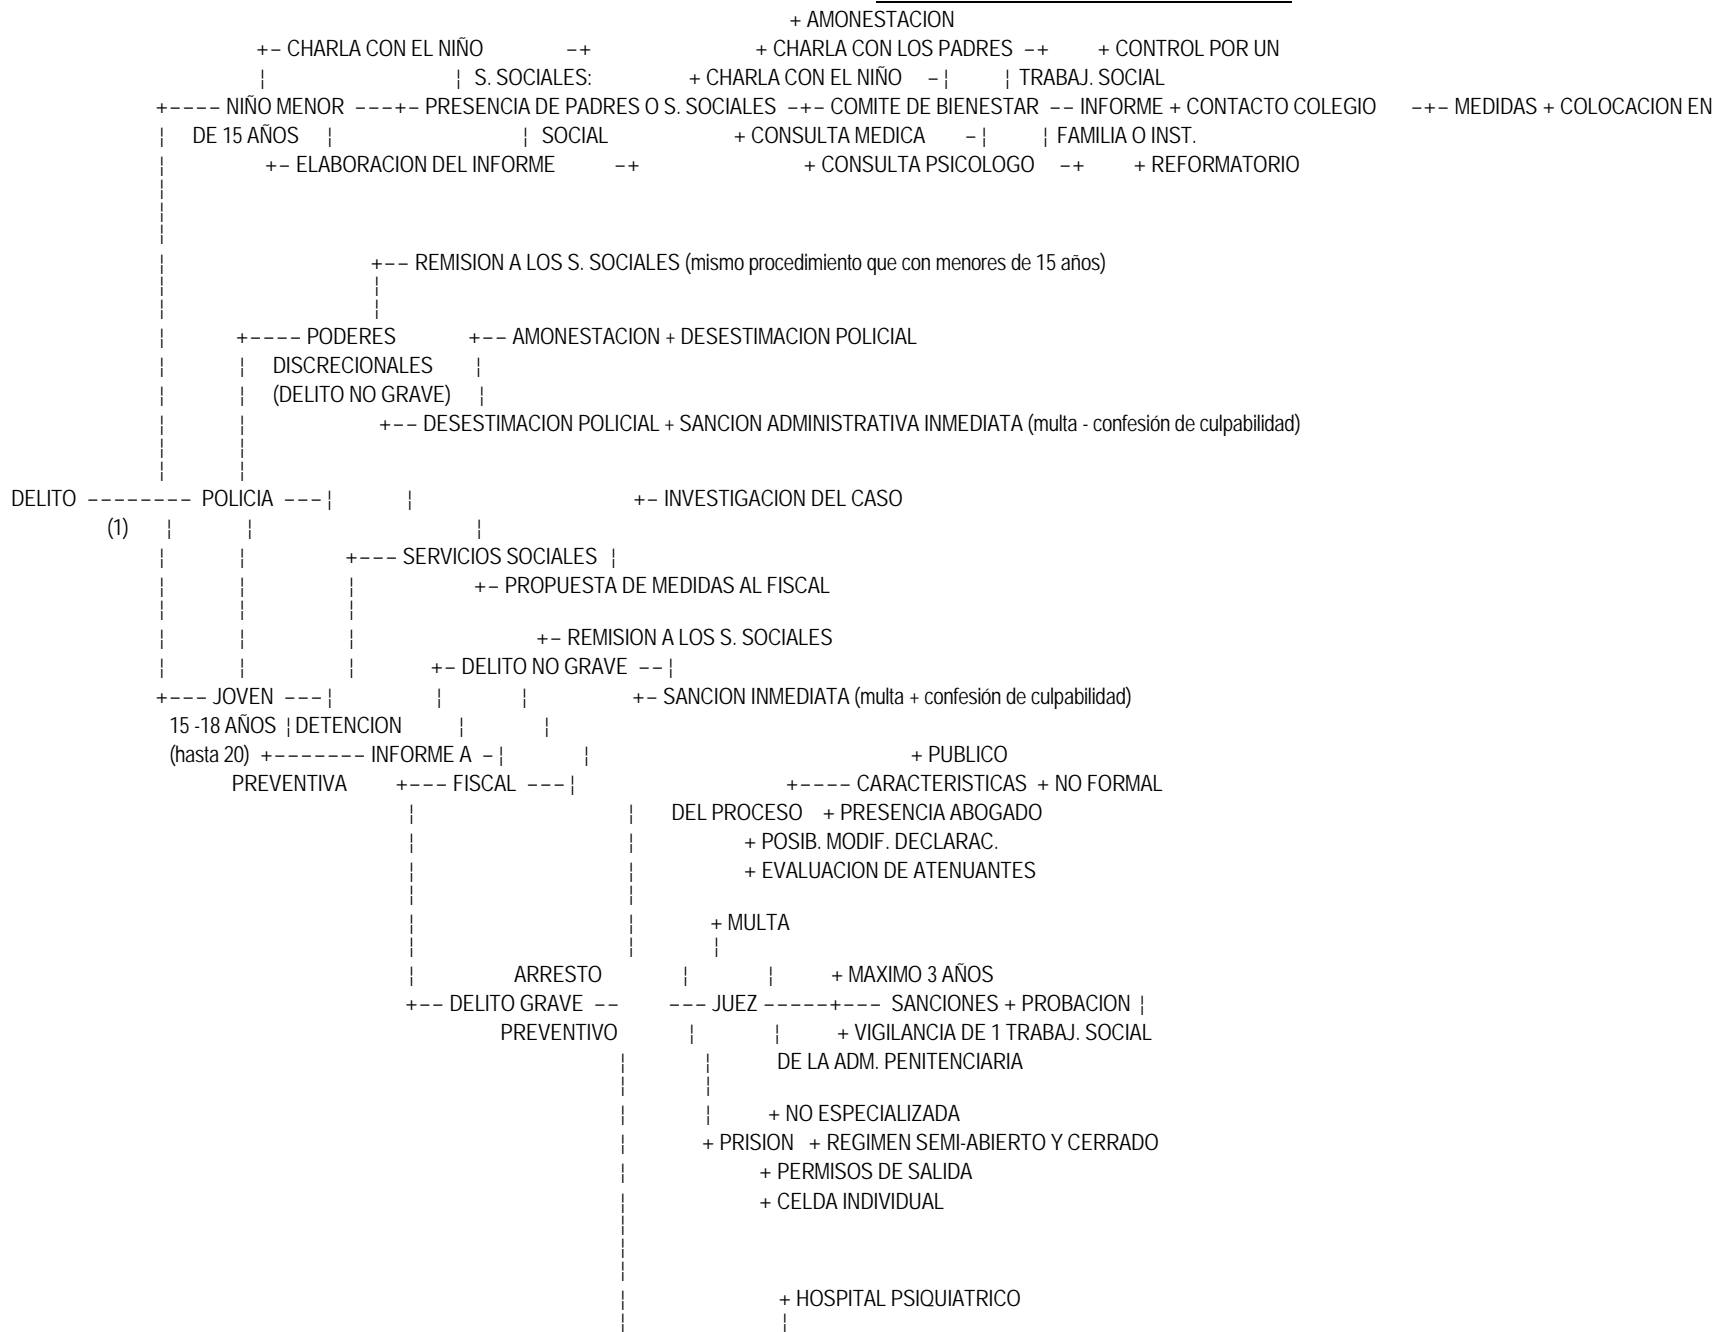 + AMONESTACION
+- CHARLA CON EL NIÑO -+ + CHARLA CON LOS PADRES -+ + CONTROL POR UN
¦ ¦ S. SOCIALES: + CHARLA CON EL NIÑO -¦ ¦ TRABAJ. SOCIAL
+---- NIÑO MENOR ---+- PRESENCIA DE PADRES O S. SOCIALES -+- COMITE DE BIENESTAR -- INFORME + CONTACTO COLEGIO -+- MEDIDAS + COLOCACION EN
¦ DE 15 AÑOS ¦ ¦ SOCIAL + CONSULTA MEDICA -¦ ¦ FAMILIA O INST.
¦ +- ELABORACION DEL INFORME -+ + CONSULTA PSICOLOGO -+ + REFORMATORIO
¦
¦
¦
¦ +-- REMISION A LOS S. SOCIALES (mismo procedimiento que con menores de 15 años)
¦ ¦
¦ ¦
¦ +---- PODERES +-- AMONESTACION + DESESTIMACION POLICIAL
¦ ¦ DISCRECIONALES ¦
¦ ¦ (DELITO NO GRAVE) ¦
¦ ¦ +-- DESESTIMACION POLICIAL + SANCION ADMINISTRATIVA INMEDIATA (multa - confesión de culpabilidad)
¦ ¦
¦ ¦
DELITO -------- POLICIA ---¦ ¦ +- INVESTIGACION DEL CASO
(1) ¦ ¦ ¦
¦ ¦ +--- SERVICIOS SOCIALES ¦
¦ ¦ ¦ +- PROPUESTA DE MEDIDAS AL FISCAL
¦ ¦ ¦
¦ ¦ ¦ +- REMISION A LOS S. SOCIALES
¦ ¦ ¦ +- DELITO NO GRAVE --¦
+--- JOVEN ---¦ ¦ ¦ +- SANCION INMEDIATA (multa + confesión de culpabilidad)
15 -18 AÑOS ¦ DETENCION ¦ ¦
(hasta 20) +------- INFORME A -¦ ¦ + PUBLICO
PREVENTIVA +--- FISCAL ---¦ +---- CARACTERISTICAS + NO FORMAL
¦ ¦ DEL PROCESO + PRESENCIA ABOGADO
¦ ¦ + POSIB. MODIF. DECLARAC.
¦ ¦ + EVALUACION DE ATENUANTES
¦ ¦
¦ ¦ + MULTA
¦ ¦ ¦
¦ ARRESTO ¦ ¦ + MAXIMO 3 AÑOS
+-- DELITO GRAVE -- --- JUEZ -----+--- SANCIONES + PROBACION ¦
PREVENTIVO ¦ ¦ + VIGILANCIA DE 1 TRABAJ. SOCIAL
¦ ¦ DE LA ADM. PENITENCIARIA
¦ ¦
¦ ¦ + NO ESPECIALIZADA
¦ + PRISION + REGIMEN SEMI-ABIERTO Y CERRADO
¦ + PERMISOS DE SALIDA
¦ + CELDA INDIVIDUAL
¦
¦
¦ + HOSPITAL PSIQUIATRICO
¦ ¦